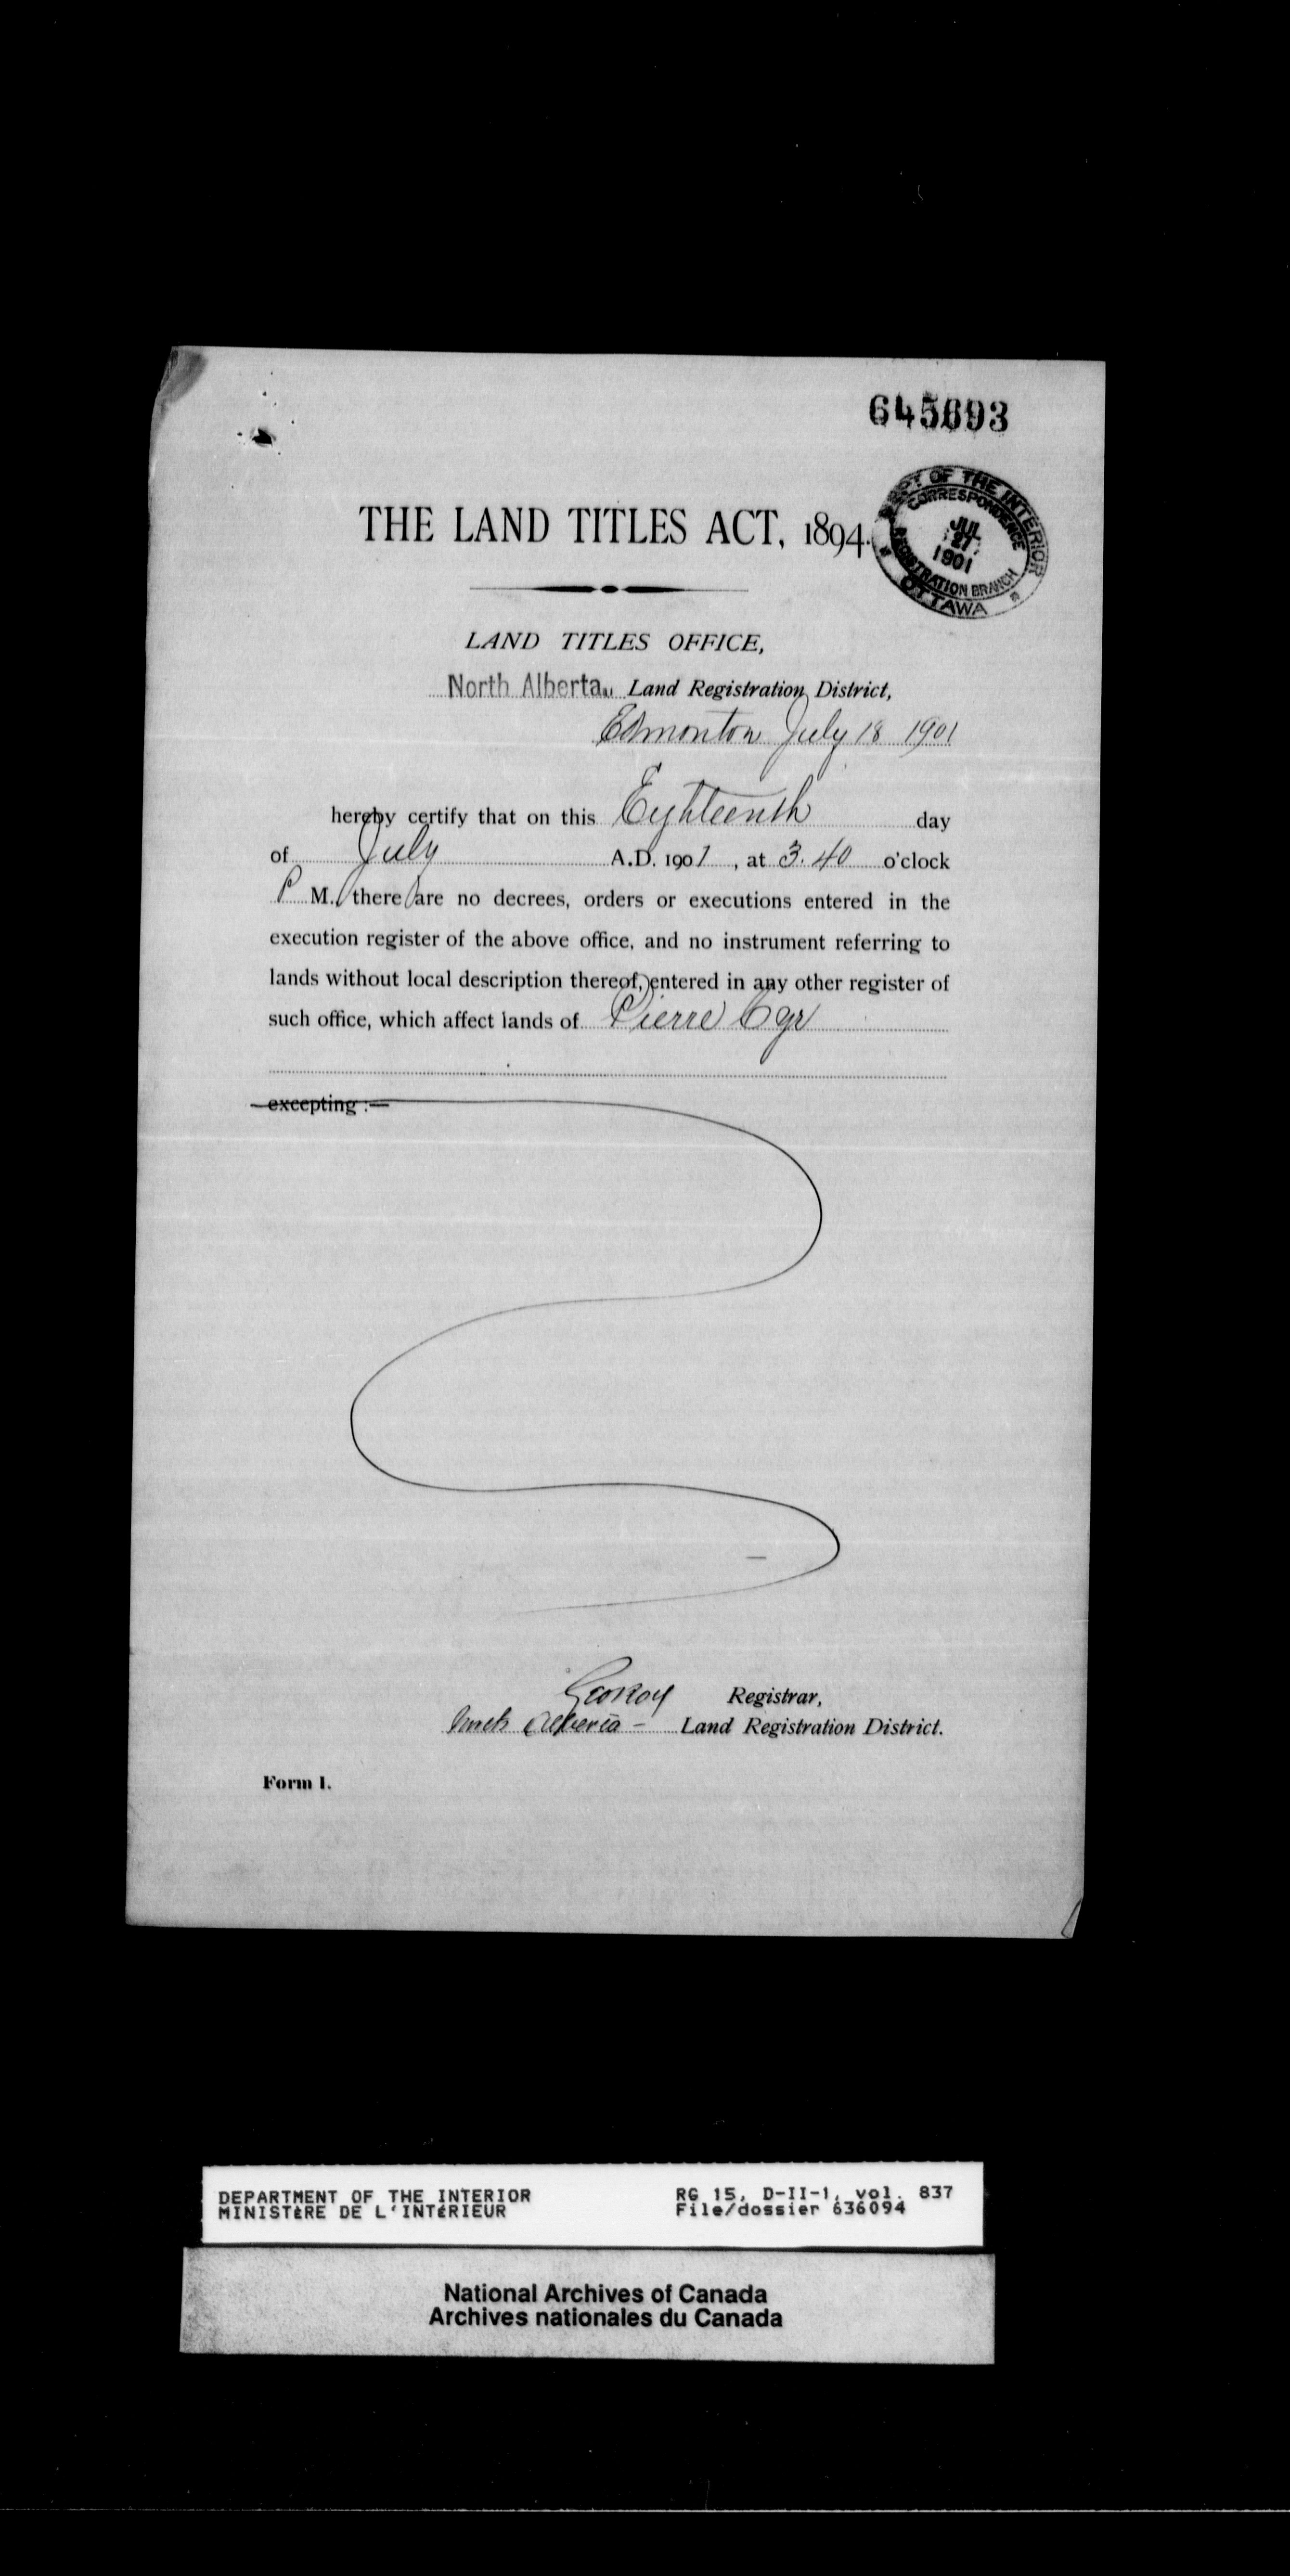 645693
THE LAND TITLES ACT, 1894.
DEPT OF THE INTERIOR
CORRESPONDENCE
JUL
27
1901
REGISTRATION BRANCH
OTTAWA
LAND TITLES OFFICE,
North Alberta Land Registration District,
Edmonton July 18 1901
hereby certify that on this Eighteenth day
of July A.D. 1901, at 3.40 o'clock
P M., there are no decrees, orders or executions entered in the
execution register of the above office, and no instrument referring to
lands without local description thereof, entered in any other register of
such office, which affect lands of Pierre Cyr
excepting :—
Geo Roy Registrar,
North Alberta – Land Registration District.
Form 1.
DEPARTMENT OF THE INTERIOR RG 15, D-II-1, vol. 837
MINISTÈRE DE L'INTÉRIEUR File/dossier 636094
National Archives of Canada
Archives nationales du Canada